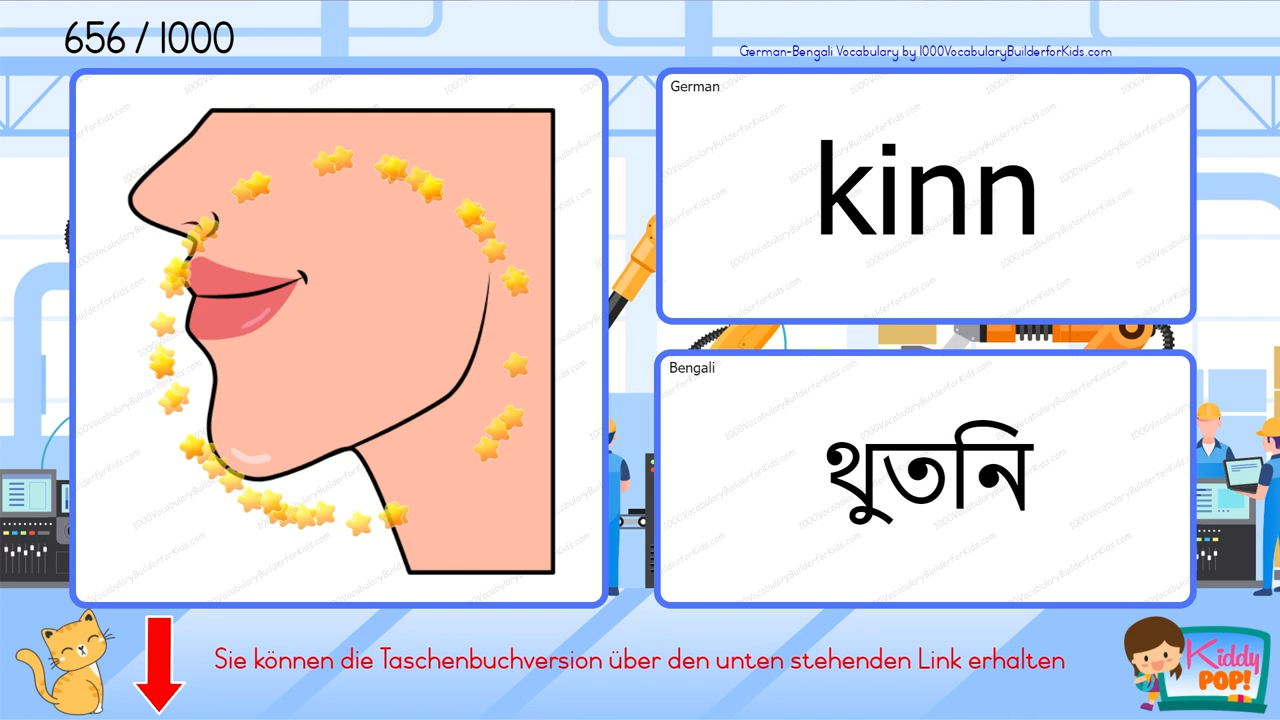 656 / 1000
German-Bengali Vocabulary by 1000VocabularyBuilderforKids.com
German
kinn
Bengali
থুতনি
Sie können die Taschenbuchversion über den unten stehenden Link erhalten
Kiddy
POP!